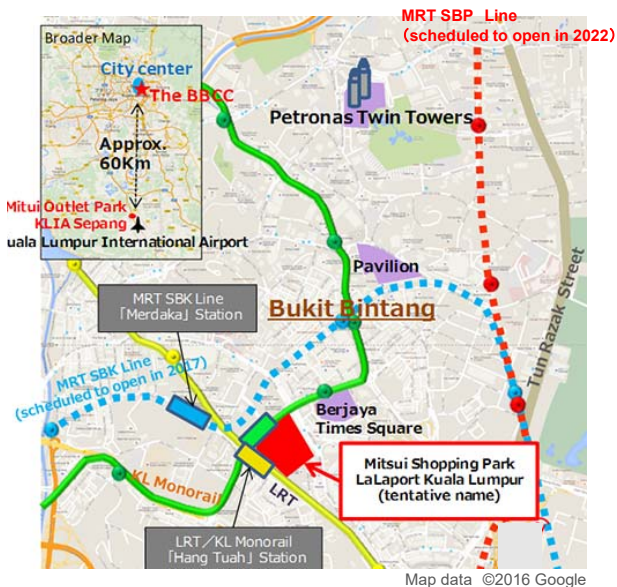 MRT SBP Line
(scheduled to open in 2022)
Broader Map
City center
The BBCC
Approx.
60Km
Mitui Outlet Park
KLIA Sepang
uala Lumpur International Airport
Petronas Twin Towers
Pavilion
MRT SBK Line
「Merdaka」Station
Bukit Bintang
Tun Razak Street
MRT SBK Line
(scheduled to open in 2017)
Berjaya
Times Square
Mitsui Shopping Park
LaLaport Kuala Lumpur
(tentative name)
KL Monorail
LRT
LRT／KL Monorail
「Hang Tuah」Station
Map data ©2016 Google